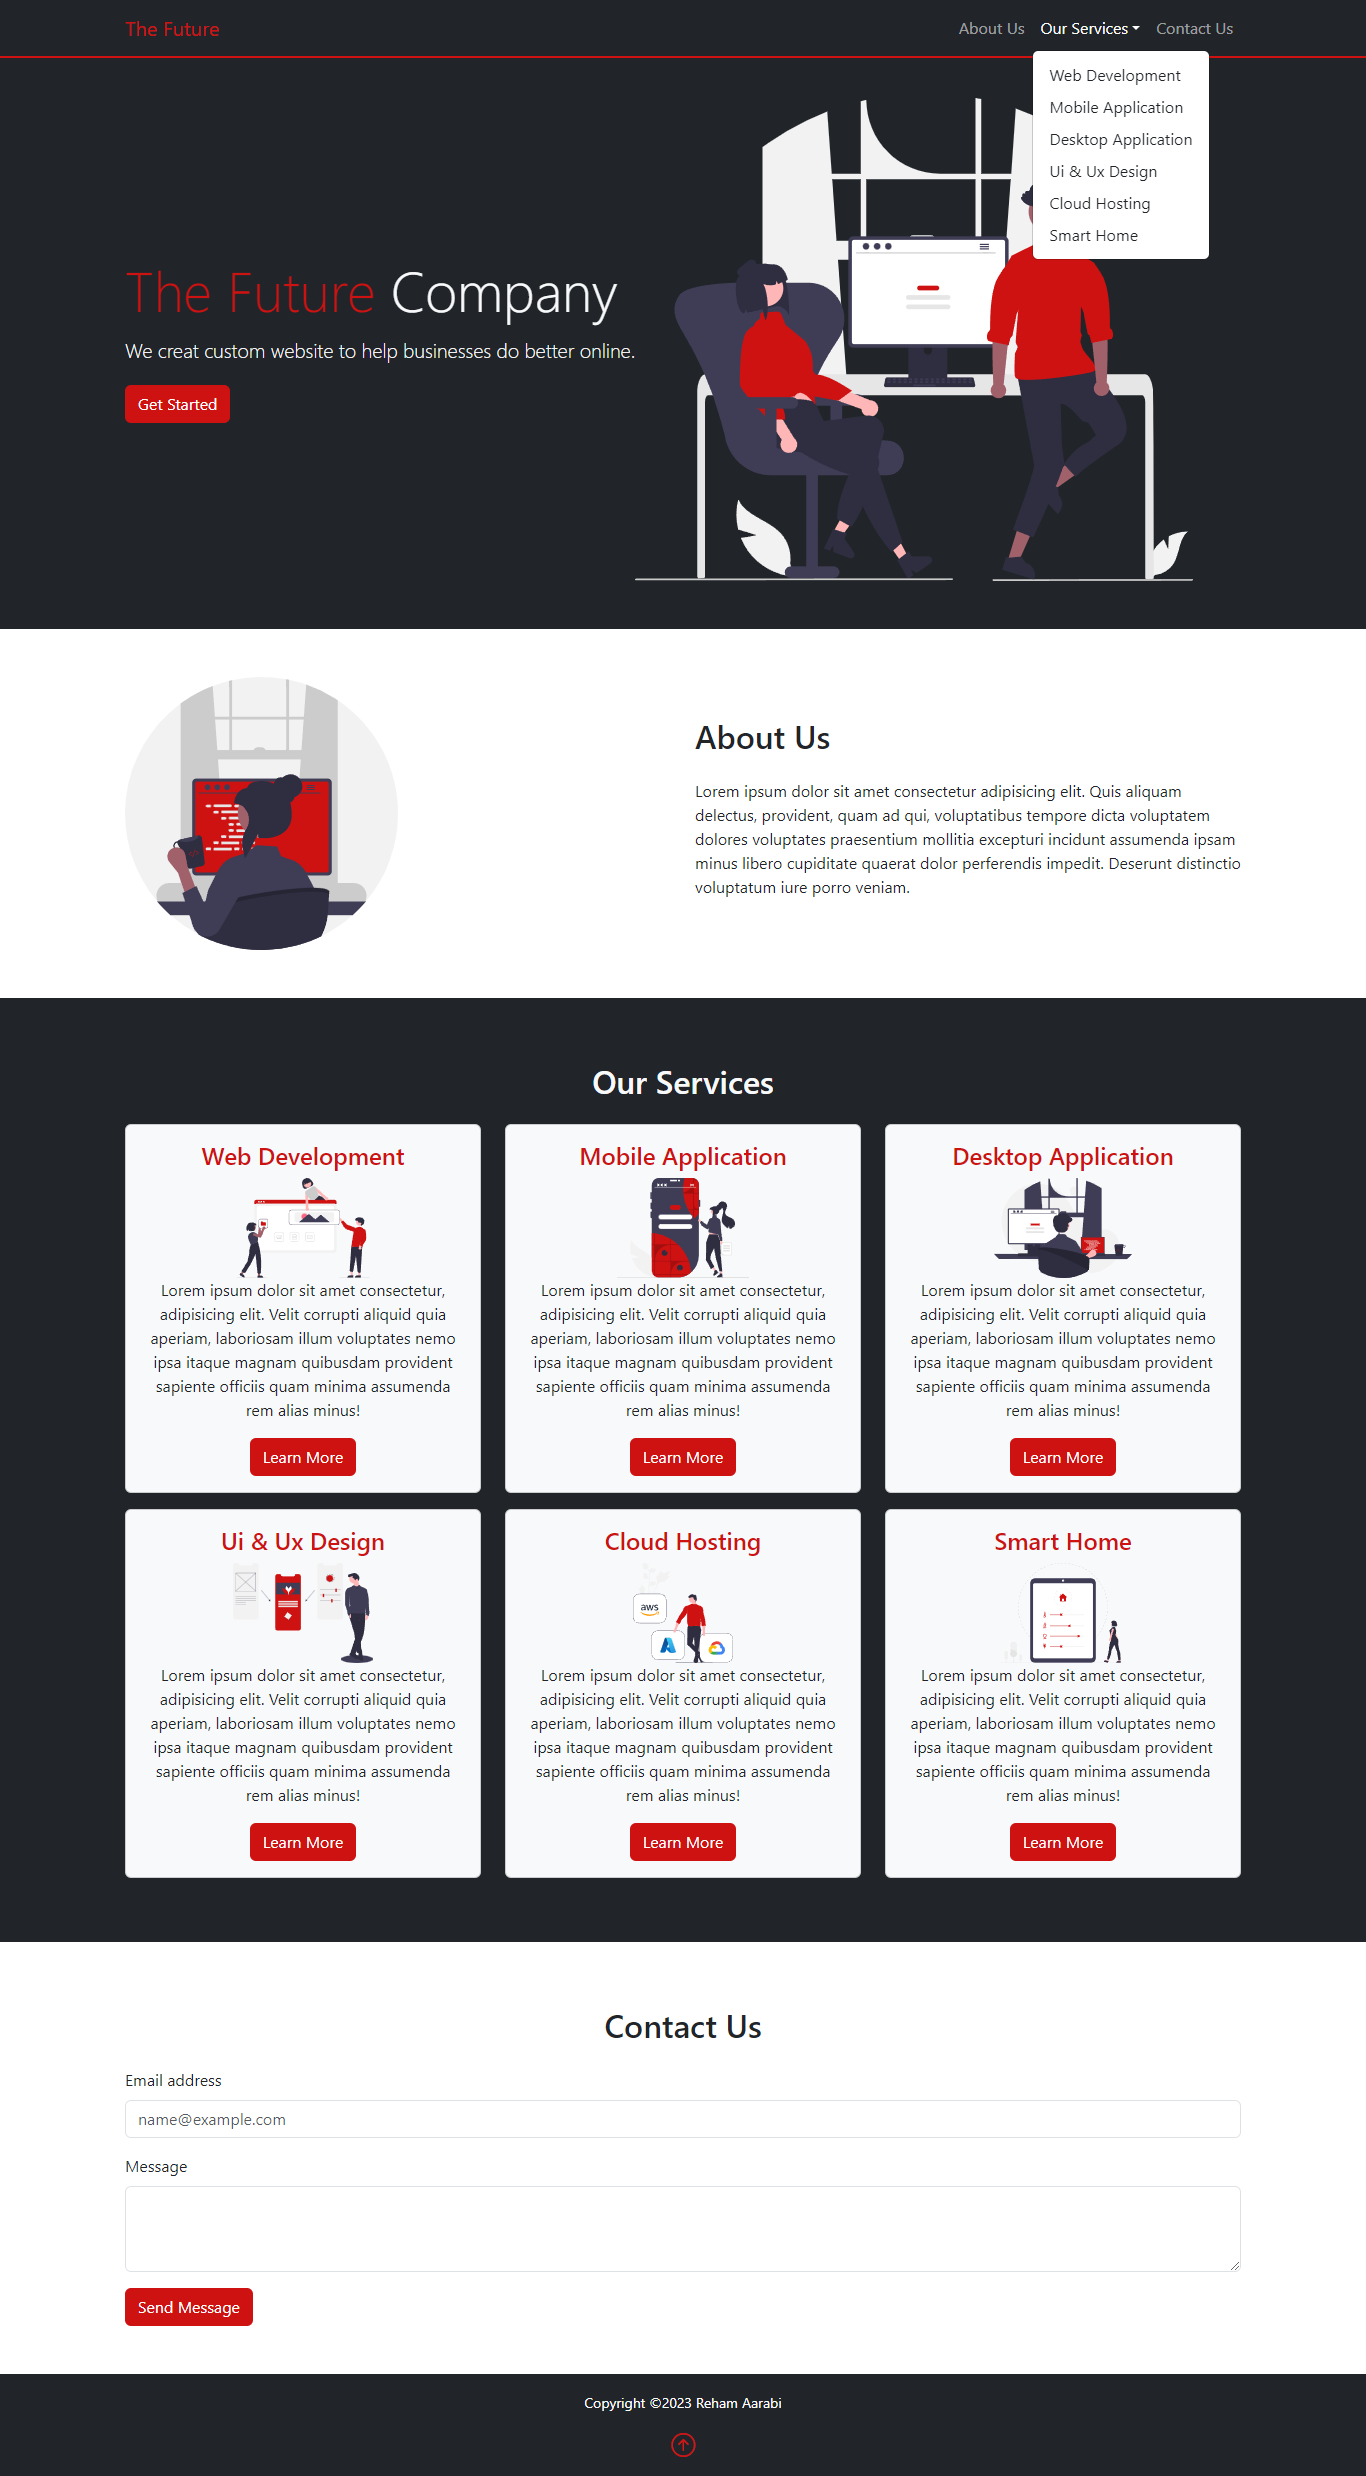 The Future
About Us
Our Services
Contact Us
Web Development
Mobile Application
Desktop Application
Ui & Ux Design
Cloud Hosting
Smart Home
The Future Company
We creat custom website to help businesses do better online.
Get Started
About Us
Lorem ipsum dolor sit amet consectetur adipisicing elit. Quis aliquam
delectus, provident, quam ad qui, voluptatibus tempore dicta voluptatem
dolores voluptates praesentium mollitia excepturi incidunt assumenda ipsam
minus libero cupiditate quaerat dolor perferendis impedit. Deserunt distinctio
voluptatum iure porro veniam.
Our Services
Web Development
Lorem ipsum dolor sit amet consectetur,
adipisicing elit. Velit corrupti aliquid quia
aperiam, laboriosam illum voluptates nemo
ipsa itaque magnam quibusdam provident
sapiente officiis quam minima assumenda
rem alias minus!
Learn More
Mobile Application
Lorem ipsum dolor sit amet consectetur,
adipisicing elit. Velit corrupti aliquid quia
aperiam, laboriosam illum voluptates nemo
ipsa itaque magnam quibusdam provident
sapiente officiis quam minima assumenda
rem alias minus!
Learn More
Desktop Application
Lorem ipsum dolor sit amet consectetur,
adipisicing elit. Velit corrupti aliquid quia
aperiam, laboriosam illum voluptates nemo
ipsa itaque magnam quibusdam provident
sapiente officiis quam minima assumenda
rem alias minus!
Learn More
Ui & Ux Design
Lorem ipsum dolor sit amet consectetur,
adipisicing elit. Velit corrupti aliquid quia
aperiam, laboriosam illum voluptates nemo
ipsa itaque magnam quibusdam provident
sapiente officiis quam minima assumenda
rem alias minus!
Learn More
Cloud Hosting
aws
Lorem ipsum dolor sit amet consectetur,
adipisicing elit. Velit corrupti aliquid quia
aperiam, laboriosam illum voluptates nemo
ipsa itaque magnam quibusdam provident
sapiente officiis quam minima assumenda
rem alias minus!
Learn More
Smart Home
Lorem ipsum dolor sit amet consectetur,
adipisicing elit. Velit corrupti aliquid quia
aperiam, laboriosam illum voluptates nemo
ipsa itaque magnam quibusdam provident
sapiente officiis quam minima assumenda
rem alias minus!
Learn More
Contact Us
Email address
name@example.com
Message
Send Message
Copyright ©2023 Reham Aarabi